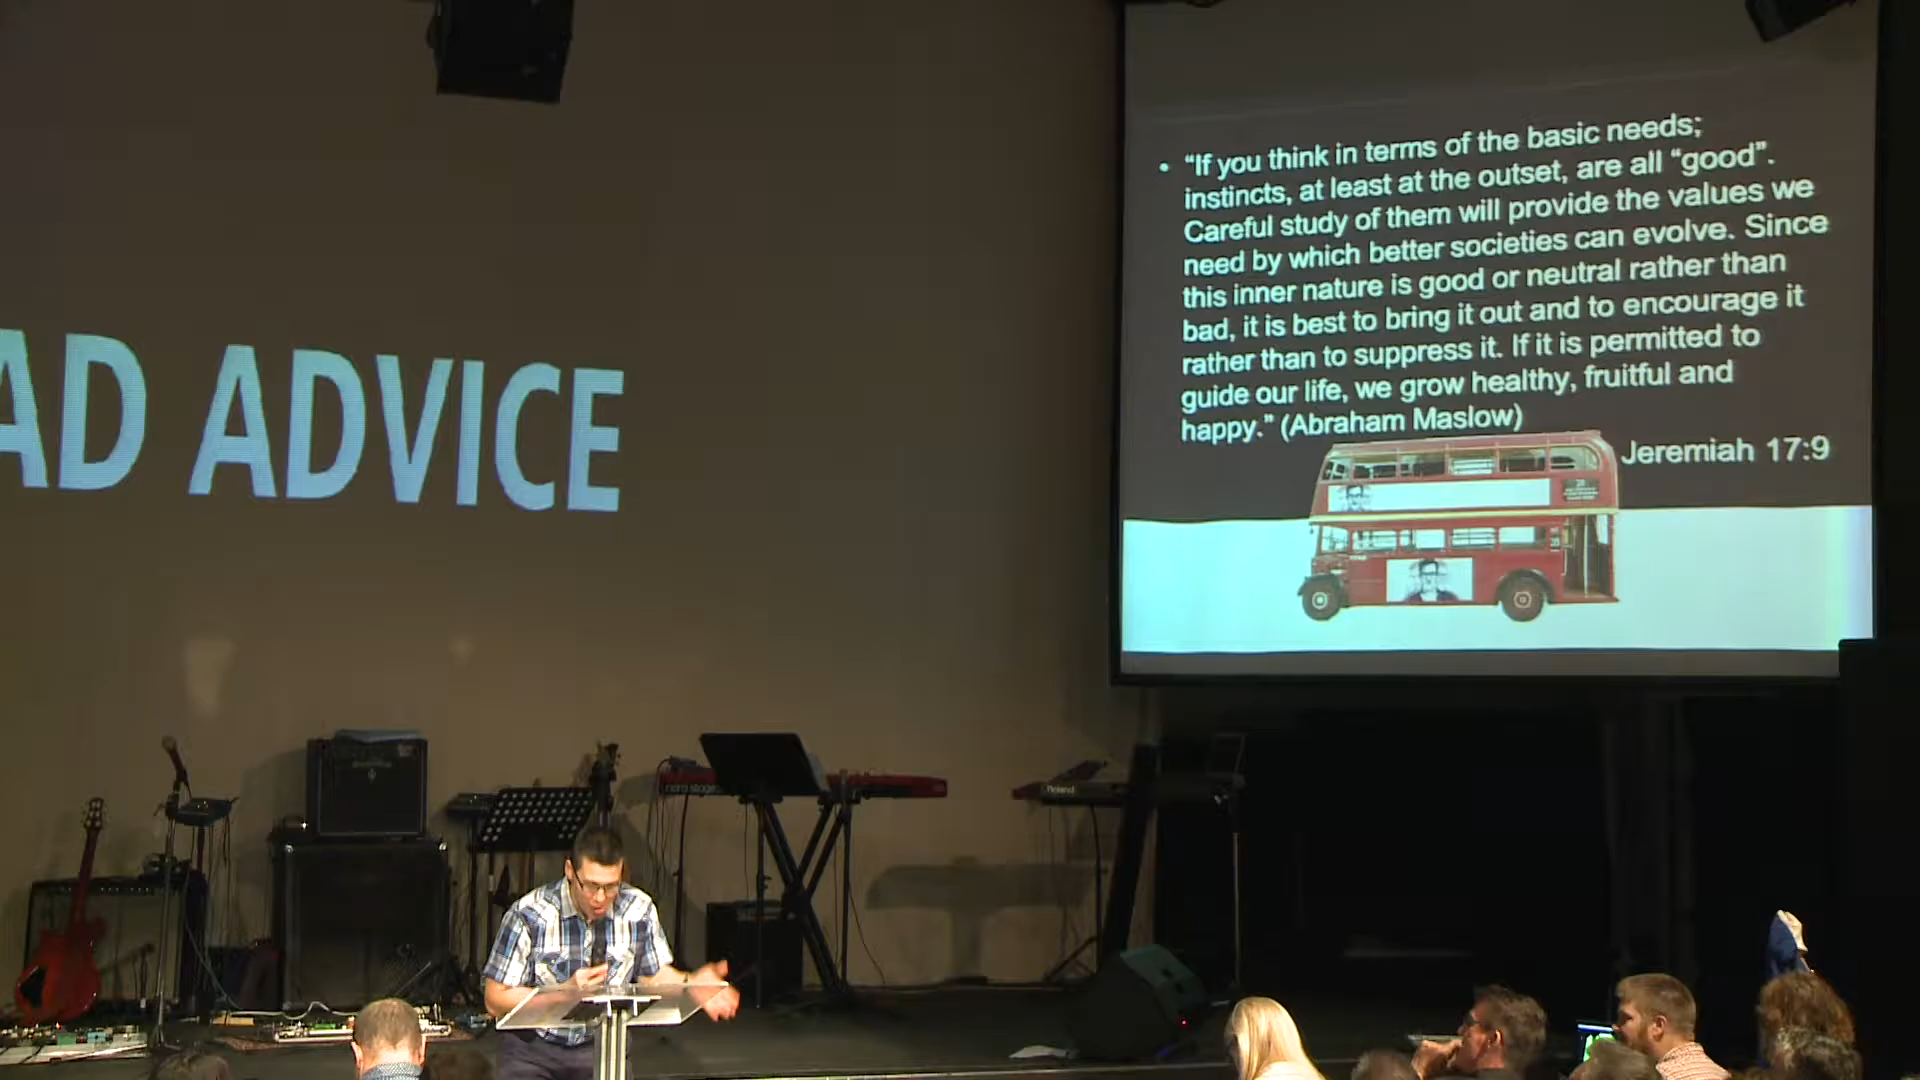 AD ADVICE
• “If you think in terms of the basic needs;
instincts, at least at the outset, are all “good”.
Careful study of them will provide the values we
need by which better societies can evolve. Since
this inner nature is good or neutral rather than
bad, it is best to bring it out and to encourage it
rather than to suppress it. If it is permitted to
guide our life, we grow healthy, fruitful and
happy.” (Abraham Maslow)
Jeremiah 17:9
nord stage
Roland